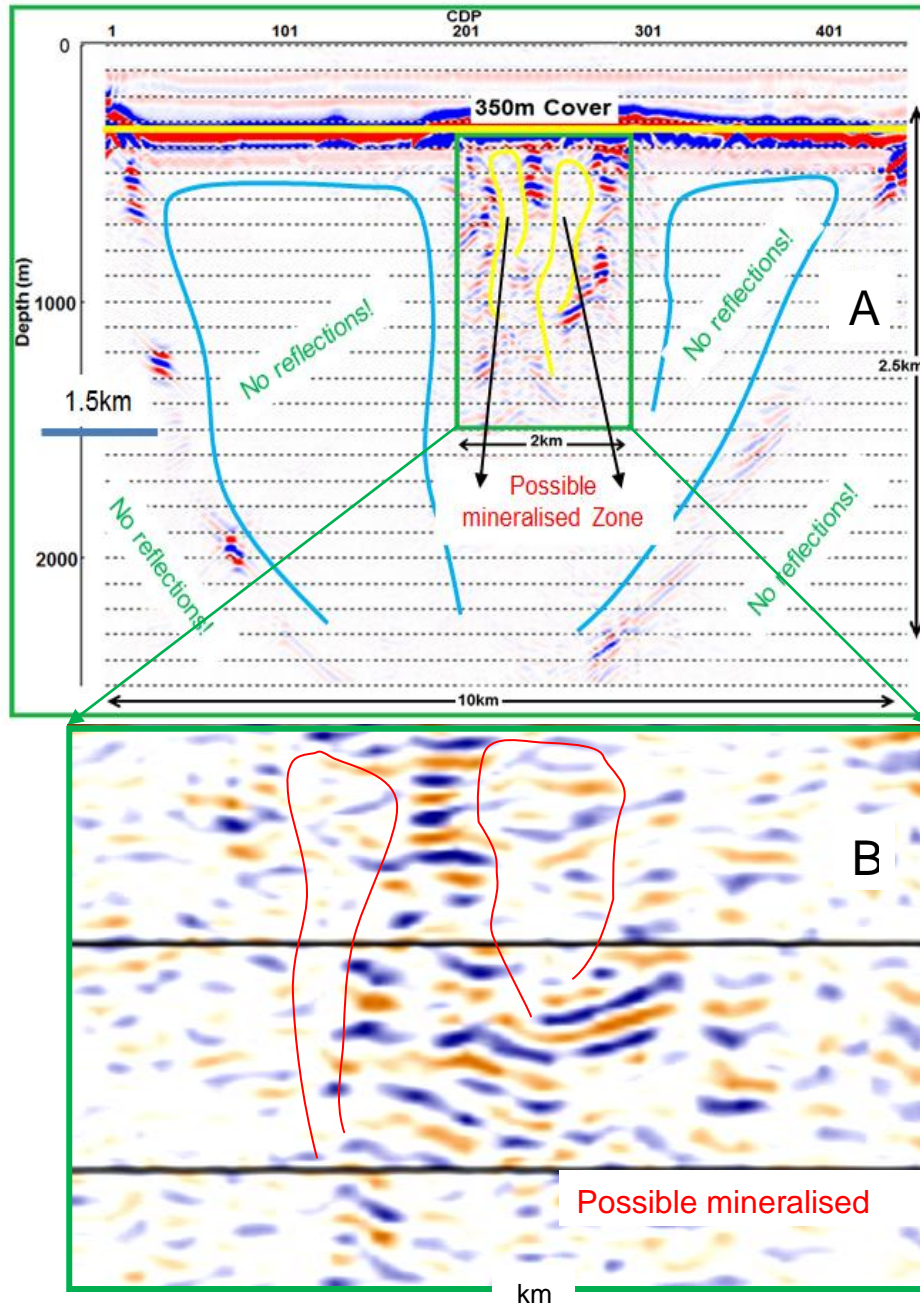 CDP
1 101 201 301 401
0
350m Cover
Depth (m)
1000
No reflections!
No reflections!
A
2.5km
1.5km
2km
Possible
mineralised Zone
No reflections!
No reflections!
2000
10km
B
Possible mineralised
km